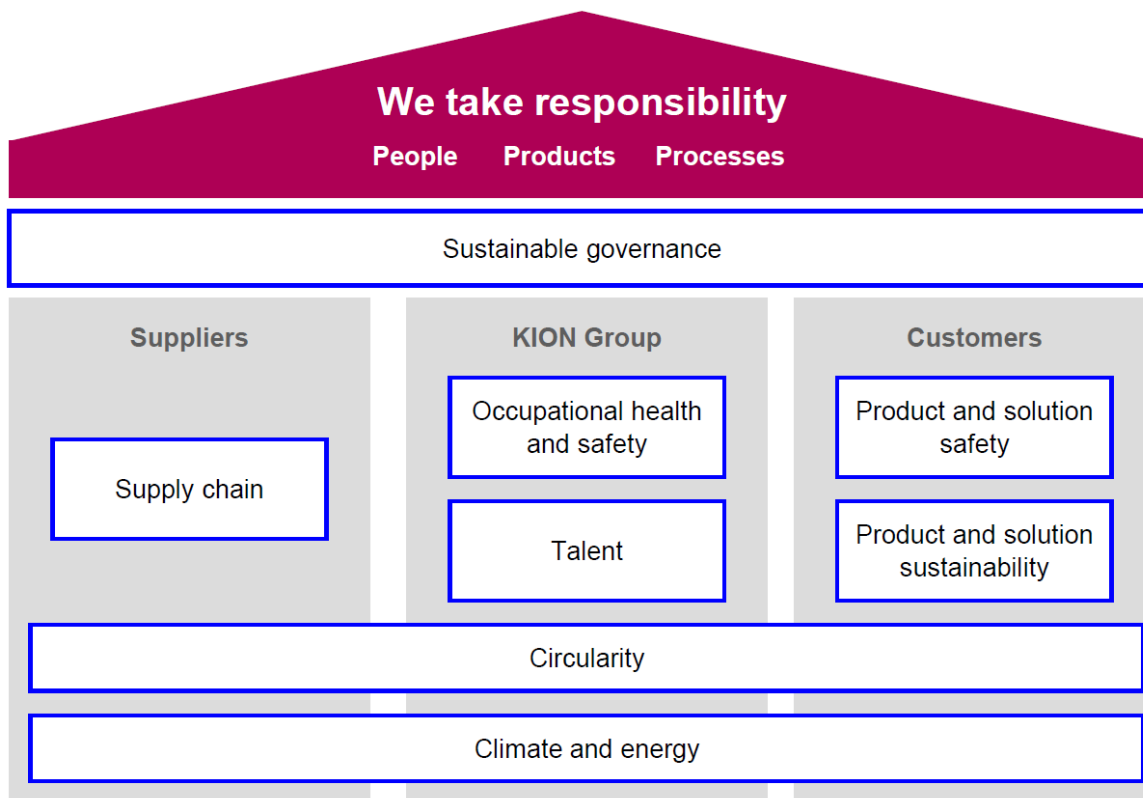 We take responsibility
People Products Processes
Sustainable governance
Suppliers
Supply chain
KION Group
Occupational health
and safety
Talent
Customers
Product and solution
safety
Product and solution
sustainability
Circularity
Climate and energy